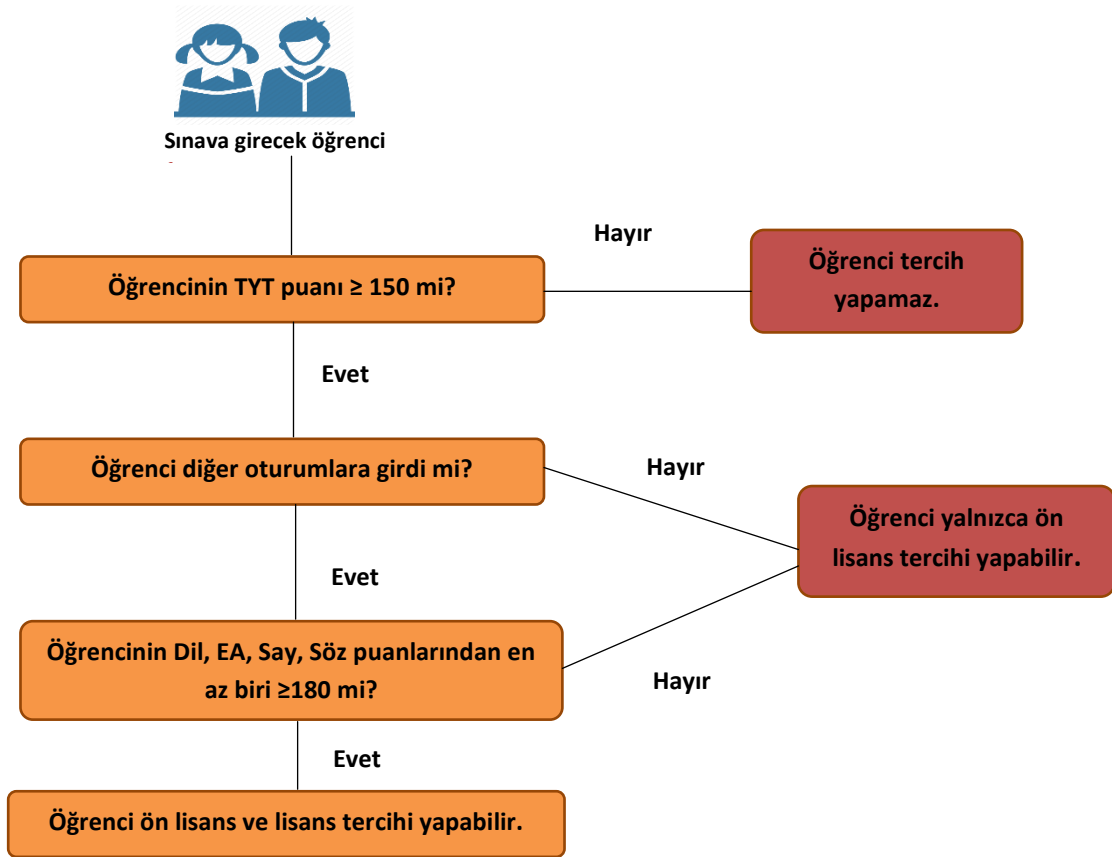 Sınava girecek öğrenci
Hayır
Öğrencinin TYT puanı ≥ 150 mi?
Öğrenci tercih
yapamaz.
Evet
Öğrenci diğer oturumlara girdi mi?
Hayır
Öğrenci yalnızca ön
lisans tercihi yapabilir.
Evet
Öğrencinin Dil, EA, Say, Söz puanlarından en
az biri ≥180 mi?
Hayır
Evet
Öğrenci ön lisans ve lisans tercihi yapabilir.